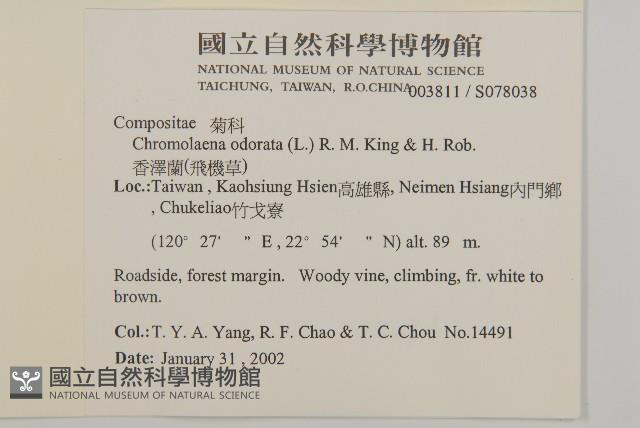 國立自然科學博物館
NATIONAL MUSEUM OF NATURAL SCIENCE
TAICHUNG, TAIWAN, R.O.CHINA 003811 / S078038
Compositae 菊科
Chromolaena odorata (L.) R. M. King & H. Rob.
香澤蘭(飛機草)
Loc.:Taiwan , Kaohsiung Hsien高雄縣, Neimen Hsiang內門鄉
, Chukeliao竹戈寮
(120° 27' " E , 22° 54' " N) alt. 89 m.
Roadside, forest margin. Woody vine, climbing, fr. white to
brown.
Col.: T. Y. A. Yang, R. F. Chao & T. C. Chou No.14491
Date: January 31 , 2002
國立自然科學博物館
NATIONAL MUSEUM OF NATURAL SCIENCE